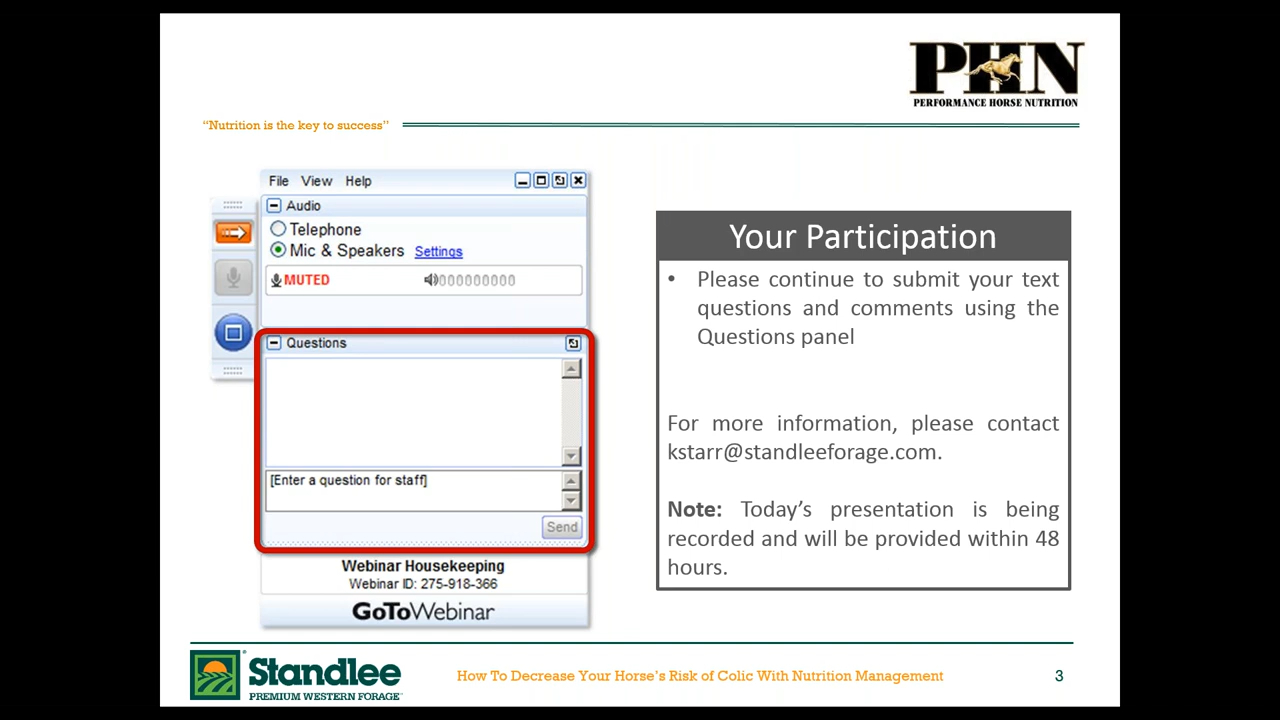 PHN
PERFORMANCE HORSE NUTRITION
“Nutrition is the key to success”
File View Help
Audio
Telephone
Mic & Speakers Settings
MUTED 000000000
Questions
[Enter a question for staff]
Send
Webinar Housekeeping
Webinar ID: 275-918-366
GoToWebinar
Your Participation
• Please continue to submit your text
questions and comments using the
Questions panel
For more information, please contact
kstarr@standleeforage.com.
Note: Today’s presentation is being
recorded and will be provided within 48
hours.
Standlee
PREMIUM WESTERN FORAGE
How To Decrease Your Horse’s Risk of Colic With Nutrition Management
3